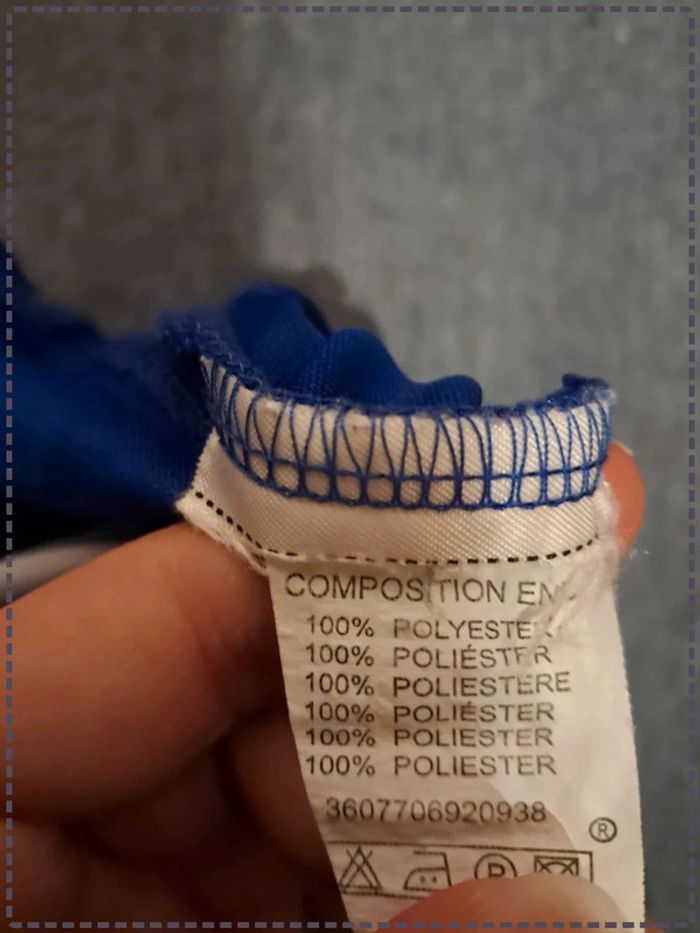 COMPOSITION EN
100% POLYESTER
100% POLIÉSTER
100% POLIESTERE
100% POLIÉSTER
100% POLIESTER
100% POLIESTER
3607706920938
®
P